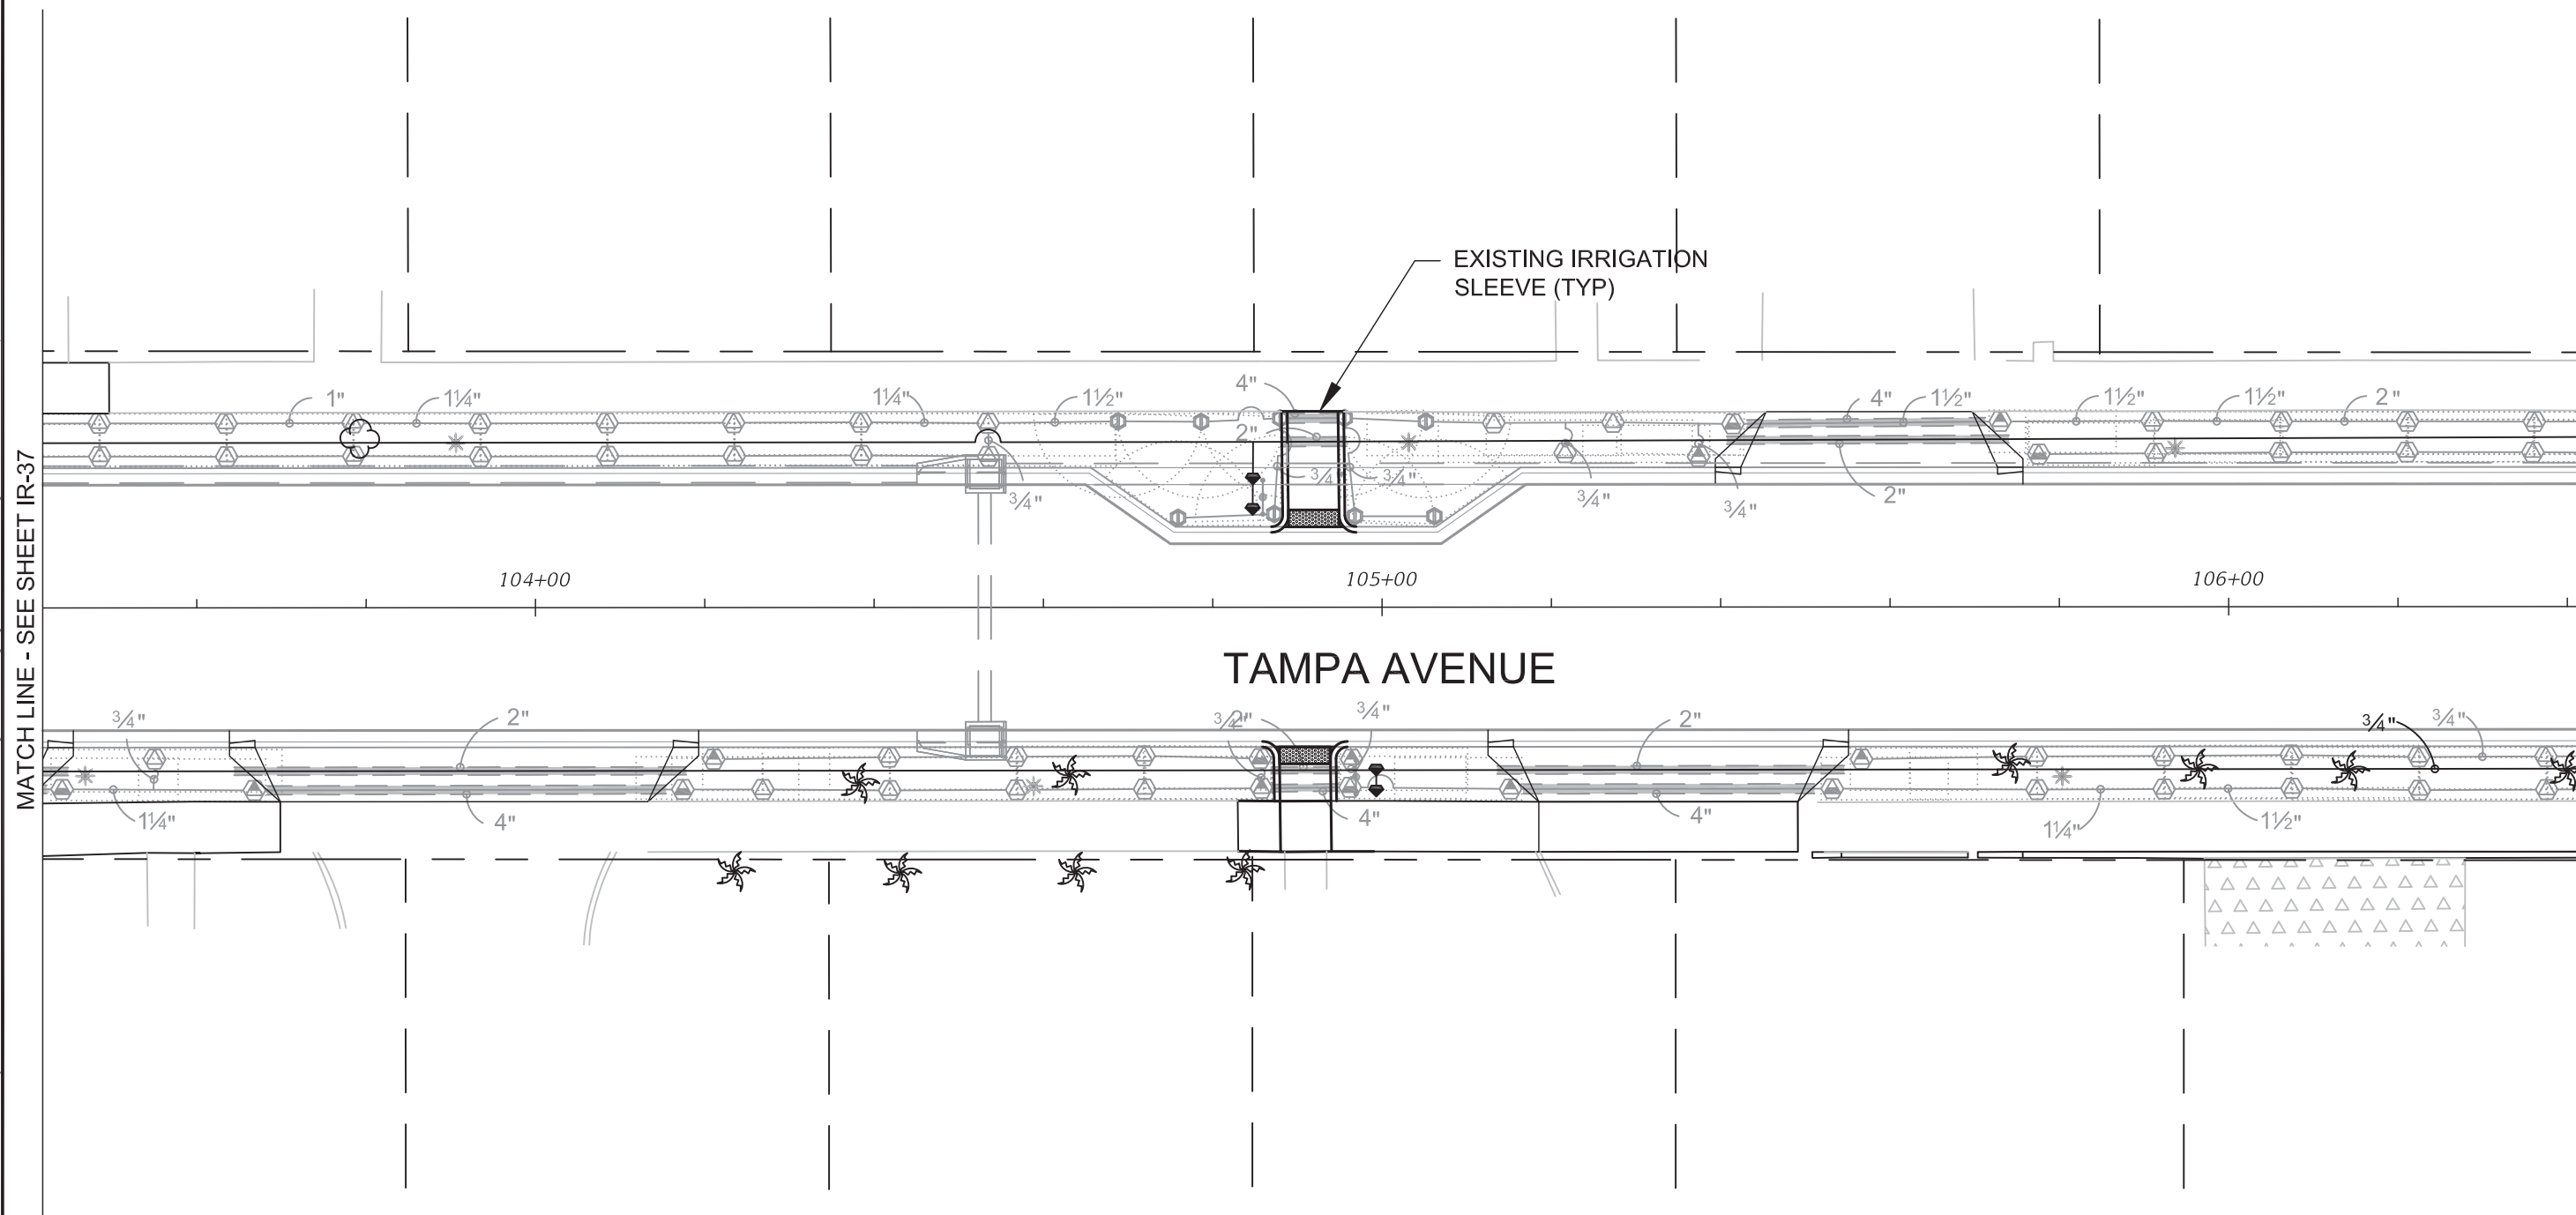 EXISTING IRRIGATION
SLEEVE (TYP)
4"
1" 1¼" 1¼" 1½" 4" 1½" 1½" 1½" 2"
2"
3/4 3/4"
3/4" 3/4" 3/4" 2"
104+00 105+00 106+00
MATCH LINE - SEE SHEET IR-37
TAMPA AVENUE
3/4" 2" 3/4" 2" 3/4" 2" 3/4" 3/4"
1¼" 4" 4" 4" 1¼" 1½"